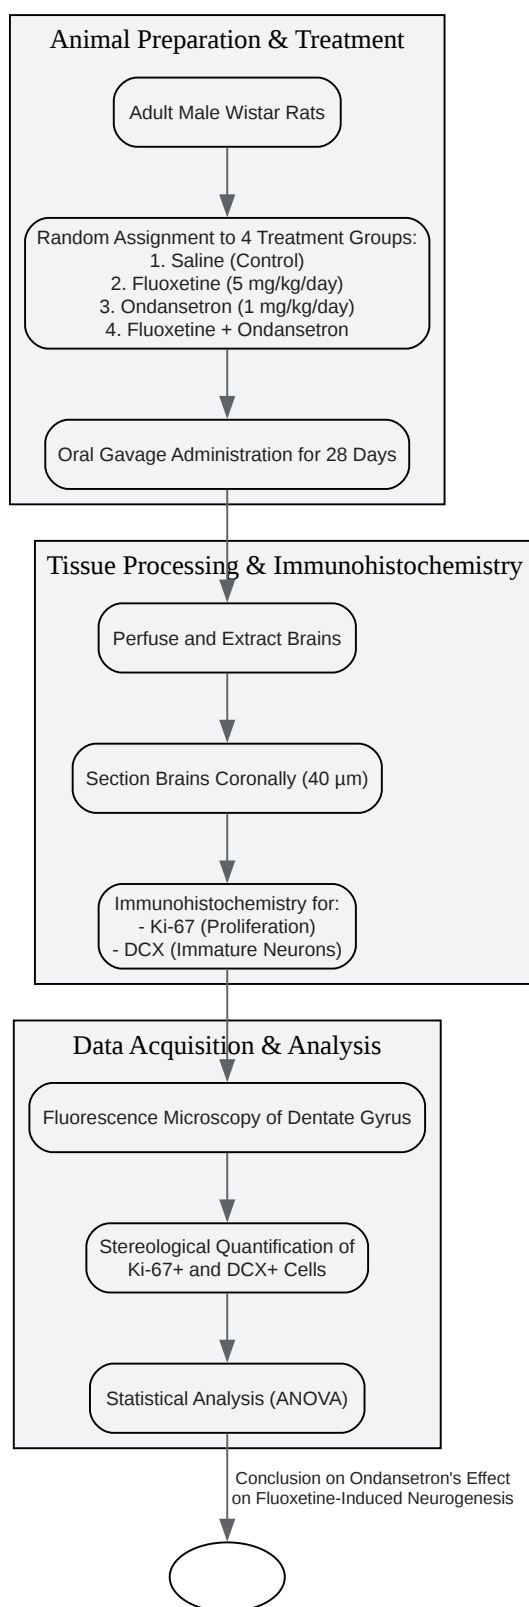 Animal Preparation & Treatment
Adult Male Wistar Rats
Random Assignment to 4 Treatment Groups:
1. Saline (Control)
2. Fluoxetine (5 mg/kg/day)
3. Ondansetron (1 mg/kg/day)
4. Fluoxetine + Ondansetron
Oral Gavage Administration for 28 Days
Tissue Processing & Immunohistochemistry
Perfuse and Extract Brains
Section Brains Coronally (40 µm)
Immunohistochemistry for:
- Ki-67 (Proliferation)
- DCX (Immature Neurons)
Data Acquisition & Analysis
Fluorescence Microscopy of Dentate Gyrus
Stereological Quantification of
Ki-67+ and DCX+ Cells
Statistical Analysis (ANOVA)
Conclusion on Ondansetron's Effect
on Fluoxetine-Induced Neurogenesis